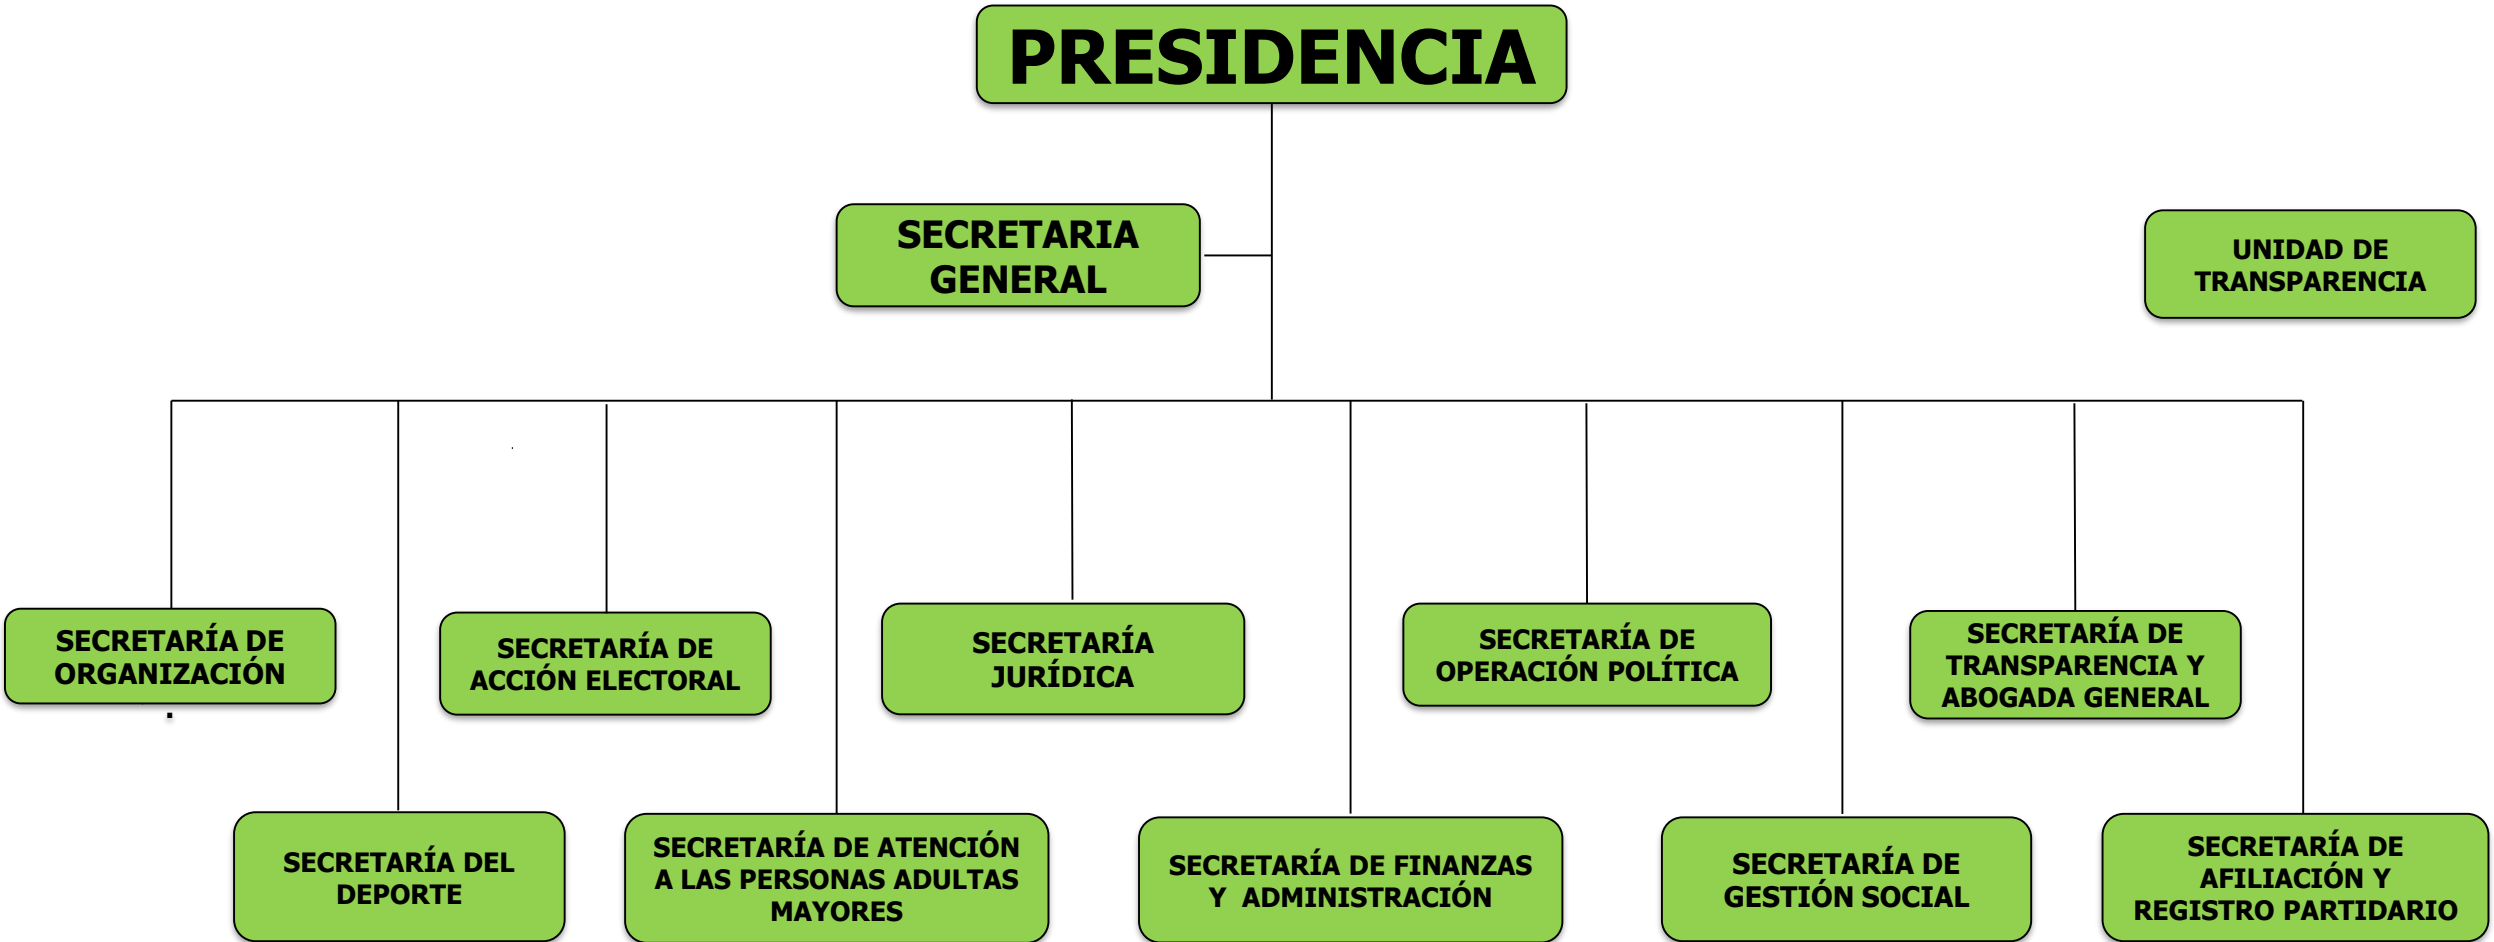 PRESIDENCIA
SECRETARIA
GENERAL
UNIDAD DE
TRANSPARENCIA
SECRETARÍA DE
ORGANIZACIÓN
.
SECRETARÍA DE
ACCIÓN ELECTORAL
SECRETARÍA
JURÍDICA
SECRETARÍA DE
OPERACIÓN POLÍTICA
SECRETARÍA DE
TRANSPARENCIA Y
ABOGADA GENERAL
SECRETARÍA DEL
DEPORTE
SECRETARÍA DE ATENCIÓN
A LAS PERSONAS ADULTAS
MAYORES
SECRETARÍA DE FINANZAS
Y ADMINISTRACIÓN
SECRETARÍA DE
GESTIÓN SOCIAL
SECRETARÍA DE
AFILIACIÓN Y
REGISTRO PARTIDARIO